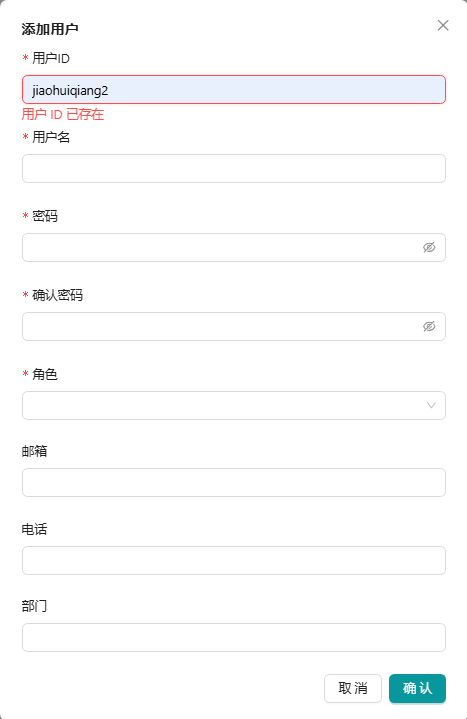 添加用户
* 用户ID
jiaohuiqiang2
用户 ID 已存在
* 用户名
* 密码
* 确认密码
* 角色
邮箱
电话
部门
取 消
确 认